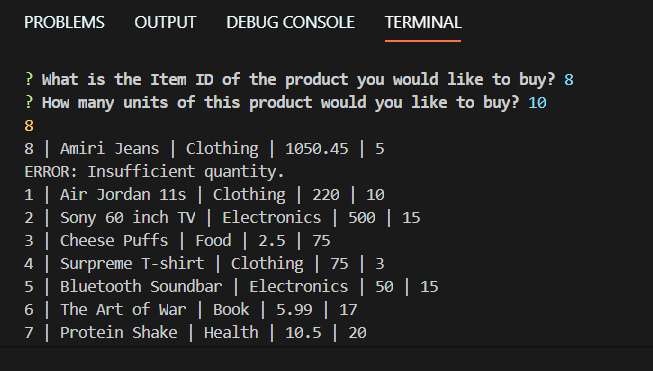 PROBLEMS OUTPUT DEBUG CONSOLE TERMINAL
? What is the Item ID of the product you would like to buy? 8
? How many units of this product would you like to buy? 10
8
8 | Amiri Jeans | Clothing | 1050.45 | 5
ERROR: Insufficient quantity.
1 | Air Jordan 11s | Clothing | 220 | 10
2 | Sony 60 inch TV | Electronics | 500 | 15
3 | Cheese Puffs | Food | 2.5 | 75
4 | Surpreme T-shirt | Clothing | 75 | 3
5 | Bluetooth Soundbar | Electronics | 50 | 15
6 | The Art of War | Book | 5.99 | 17
7 | Protein Shake | Health | 10.5 | 20